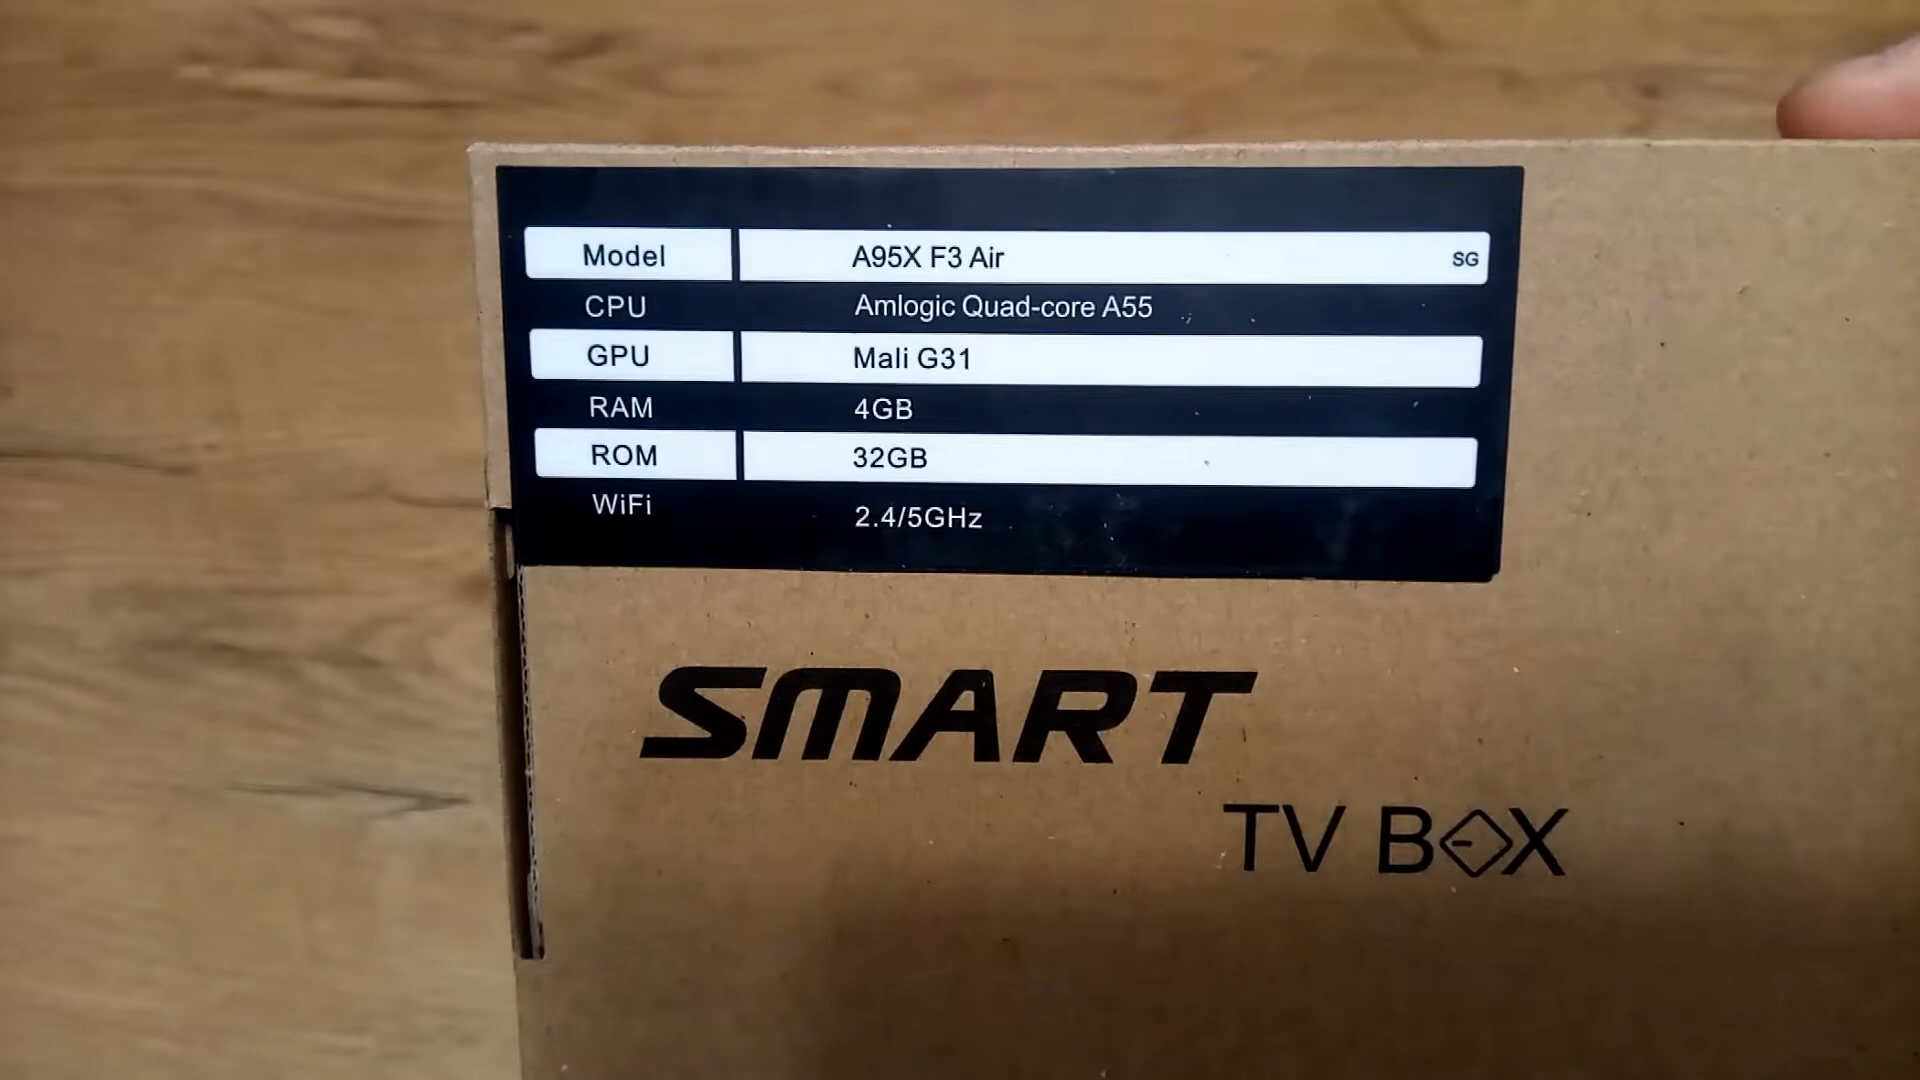 Model A95X F3 Air SG
CPU Amlogic Quad-core A55
GPU Mali G31
RAM 4GB
ROM 32GB
WiFi 2.4/5GHz
SMART
TV BOX